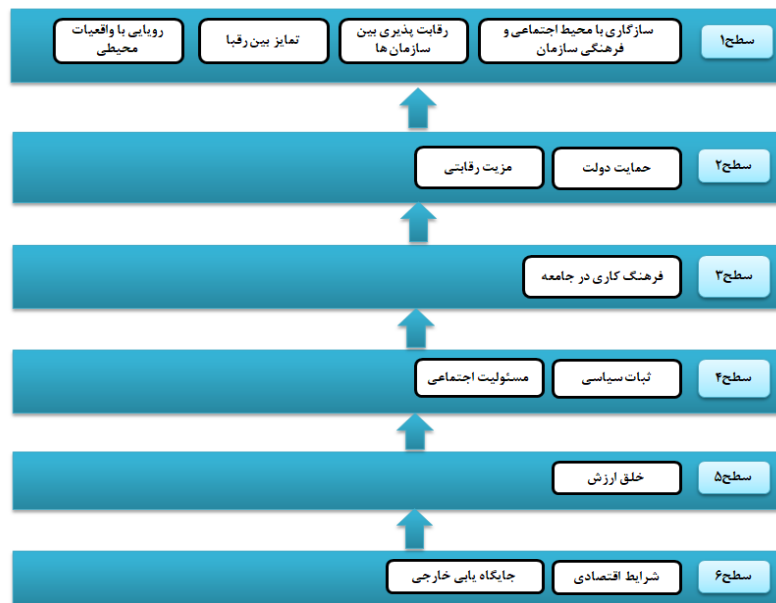 سطح۱
سازگاری با محیط اجتماعی و
فرهنگی سازمان
رقابت پذیری بین
سازمان ها
تمایز بین رقبا
رویایی با واقعیات
محیطی
سطح۲
حمایت دولت
مزیت رقابتی
سطح۳
فرهنگ کاری در جامعه
سطح۴
ثبات سیاسی
مسئولیت اجتماعی
سطح۵
خلق ارزش
سطح۶
شرایط اقتصادی
جایگاه یابی خارجی